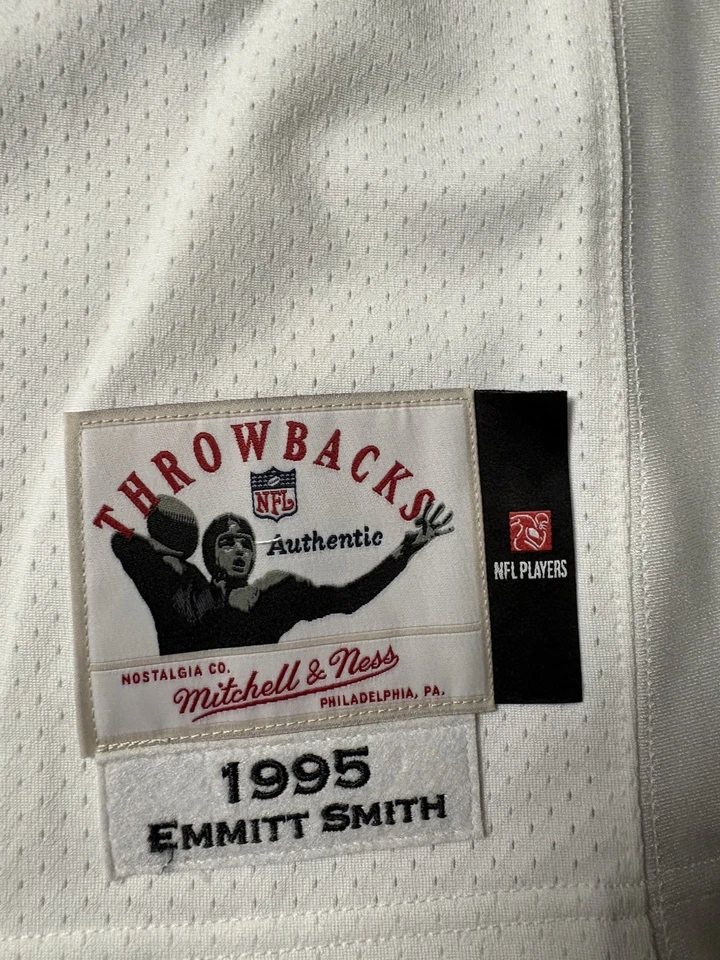 THROWBACKS
NFL
Authentic
NFL PLAYERS
NOSTALGIA CO.
Mitchell & Ness
PHILADELPHIA, PA.
1995
EMMITT SMITH